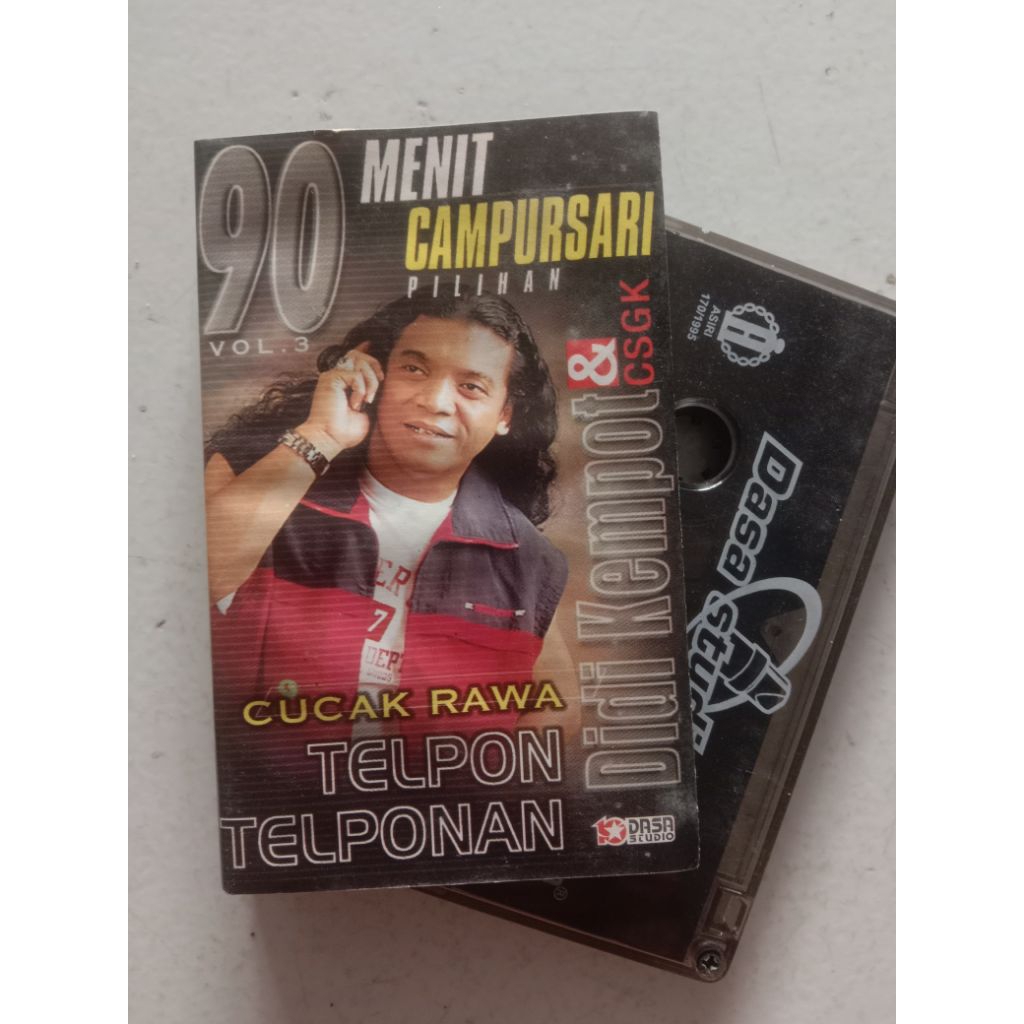 90
MENIT
CAMPURSARI
PILIHAN
VOL.3
Didi Kempot
& CSGK
7
CUCAK RAWA
TELPON
TELPONAN
DASA
STUDIO
ASIRI
170/1995
Dasa studio
®